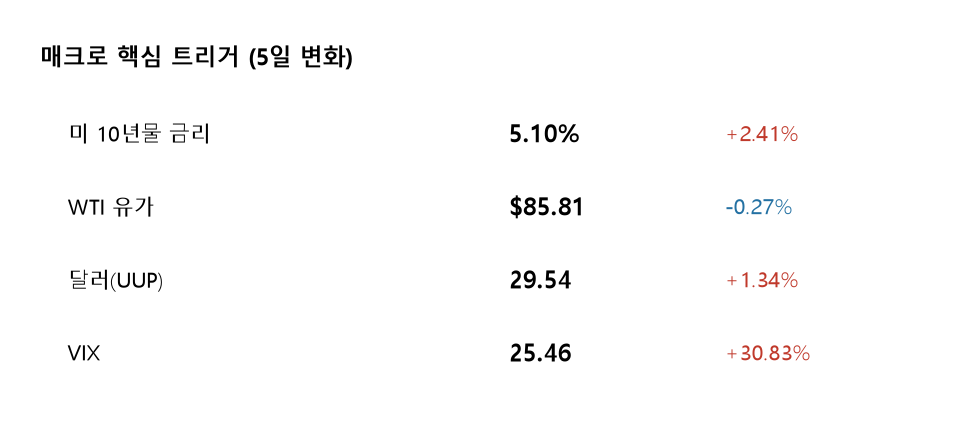 매크로 핵심 트리거 (5일 변화)
미 10년물 금리 5.10% +2.41%
WTI 유가 $85.81 -0.27%
달러(UUP) 29.54 +1.34%
VIX 25.46 +30.83%